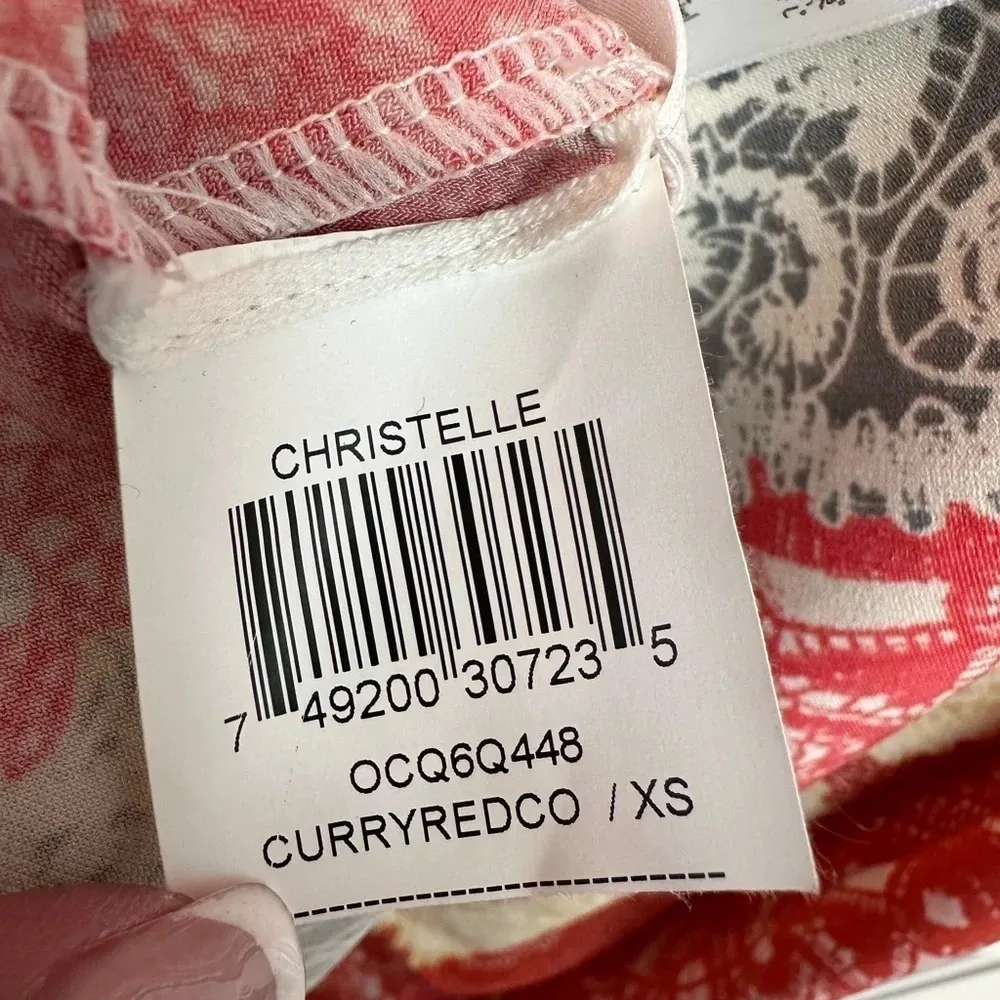 CHRISTELLE
7 49200 30723 5
OCQ6Q448
CURRYREDCO / XS